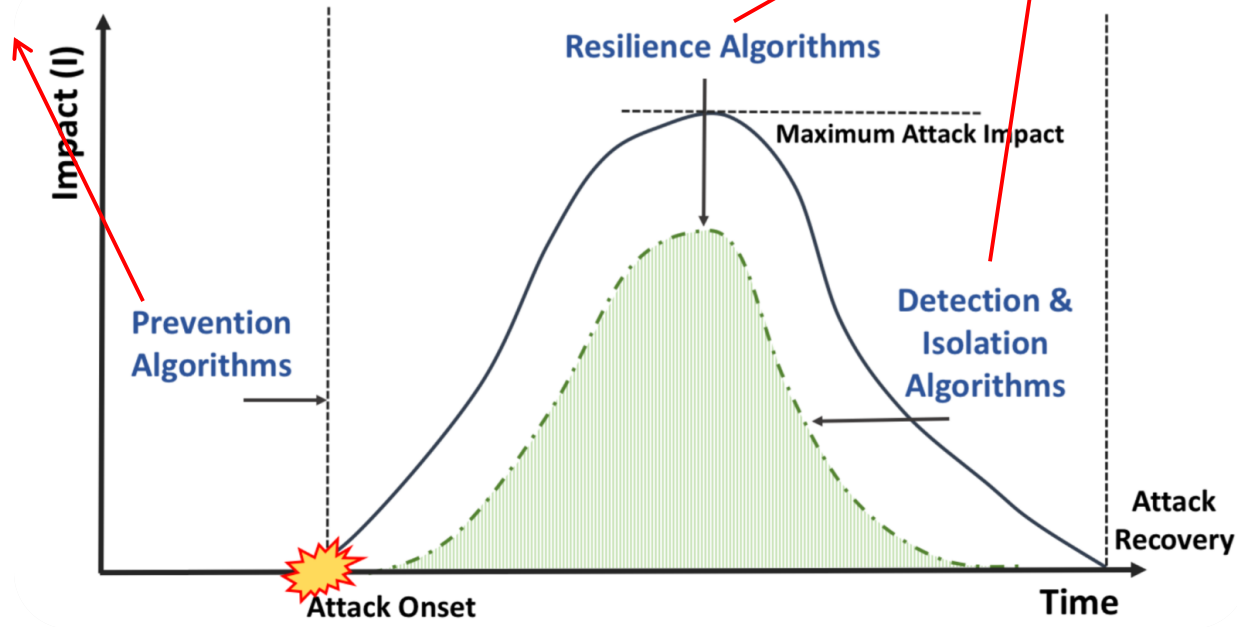 Impact (I)
Resilience Algorithms
Maximum Attack Impact
Prevention
Algorithms
Detection &
Isolation
Algorithms
Attack
Recovery
Attack Onset
Time